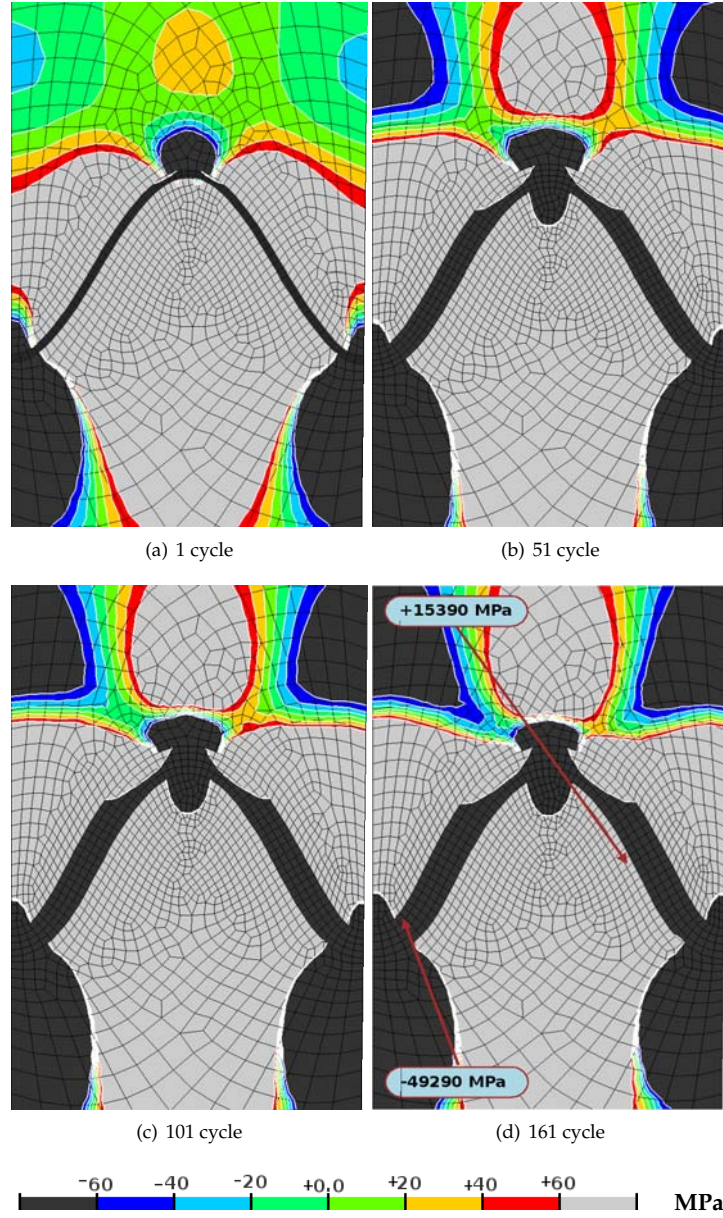 (a) 1 cycle
(b) 51 cycle
+15390 MPa
-49290 MPa
(c) 101 cycle
(d) 161 cycle
-60 -40 -20 +0.0 +20 +40 +60 MPa